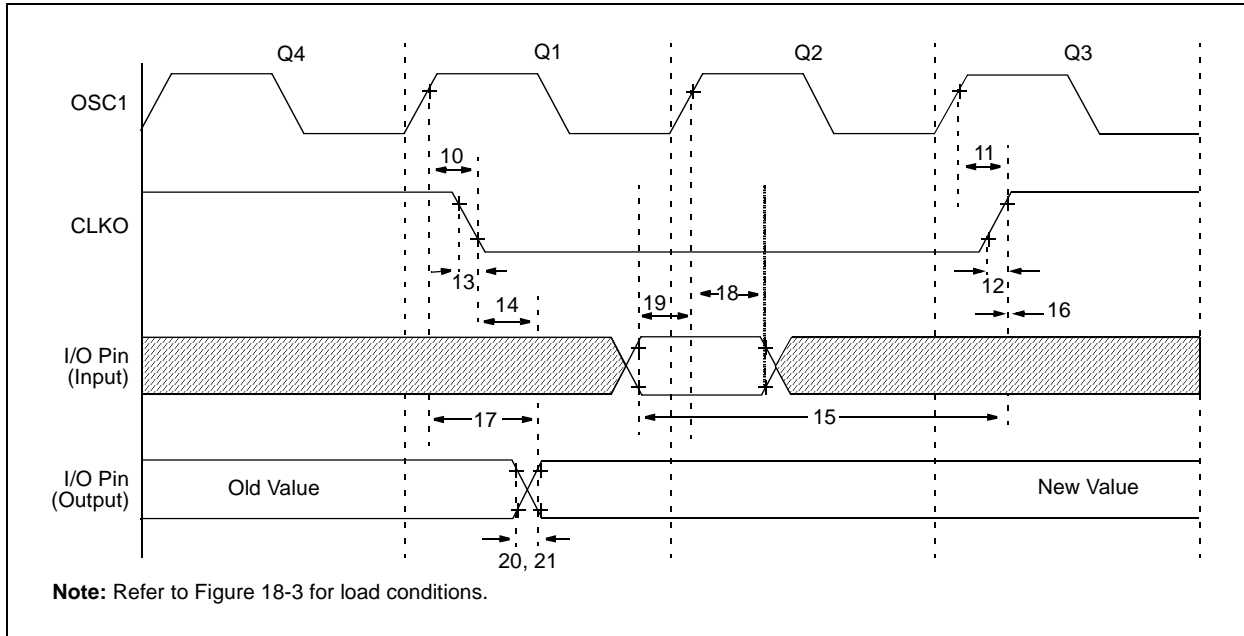 Q4 Q1 Q2 Q3
OSC1
10 11
CLKO
13 12
14 19 18 16
I/O Pin
(Input)
17 15
I/O Pin
(Output)
Old Value New Value
20, 21
Note: Refer to Figure 18-3 for load conditions.